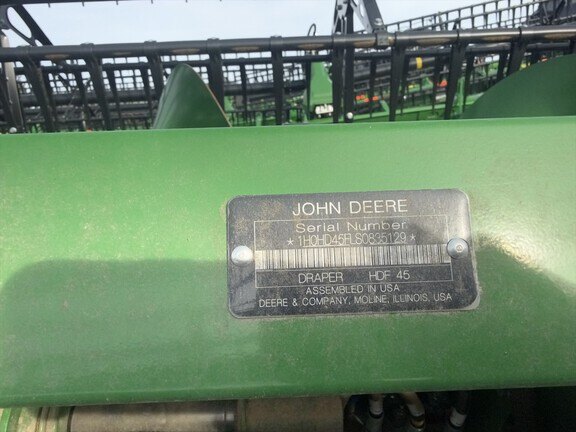 JOHN DEERE
Serial Number
*1H0HD45FLS0835129*
DRAPER HDF 45
ASSEMBLED IN USA
DEERE & COMPANY, MOLINE, ILLINOIS, USA